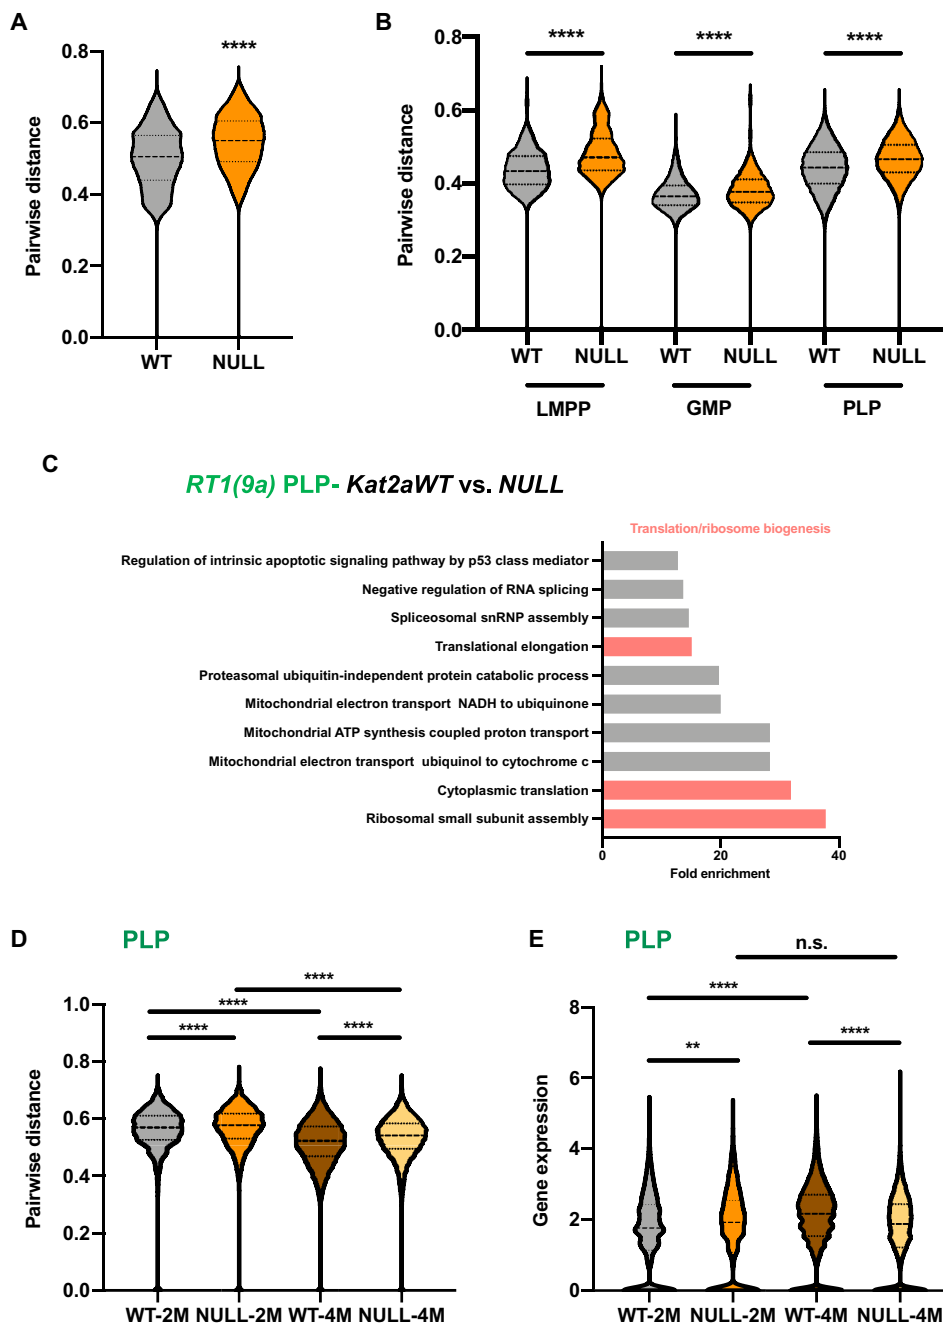 A
****
0.8
0.6
0.4
0.2
0.0
Pairwise distance
WT NULL
B
**** **** ****
0.8
0.6
0.4
0.2
0.0
Pairwise distance
WT NULL WT NULL WT NULL
LMPP GMP PLP
C
RT1(9a) PLP- Kat2aWT vs. NULL
Translation/ribosome biogenesis
Regulation of intrinsic apoptotic signaling pathway by p53 class mediator
Negative regulation of RNA splicing
Spliceosomal snRNP assembly
Translational elongation
Proteasomal ubiquitin-independent protein catabolic process
Mitochondrial electron transport NADH to ubiquinone
Mitochondrial ATP synthesis coupled proton transport
Mitochondrial electron transport ubiquinol to cytochrome c
Cytoplasmic translation
Ribosomal small subunit assembly
0 20 40
Fold enrichment
D PLP
****
****
**** ****
1.0
0.8
0.6
0.4
0.2
0.0
Pairwise distance
WT-2M NULL-2M WT-4M NULL-4M
E PLP
n.s.
****
** ****
8
6
4
2
0
Gene expression
WT-2M NULL-2M WT-4M NULL-4M